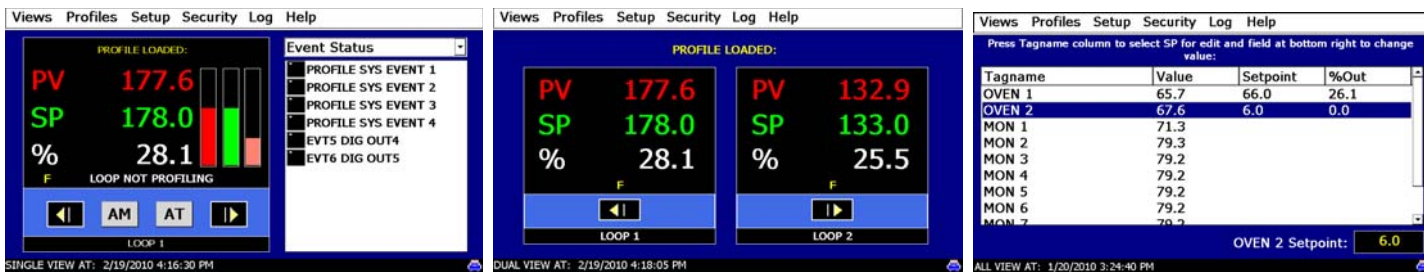 Views Profiles Setup Security Log Help
PROFILE LOADED:
PV 177.6
SP 178.0
% 28.1
F LOOP NOT PROFILING
AM AT
LOOP 1
Event Status
PROFILE SYS EVENT 1
PROFILE SYS EVENT 2
PROFILE SYS EVENT 3
PROFILE SYS EVENT 4
EVT5 DIG OUT4
EVT6 DIG OUT5
SINGLE VIEW AT: 2/19/2010 4:16:30 PM
Views Profiles Setup Security Log Help
PROFILE LOADED:
PV 177.6
SP 178.0
% 28.1
F
LOOP 1
PV 132.9
SP 133.0
% 25.5
F
LOOP 2
DUAL VIEW AT: 2/19/2010 4:18:05 PM
Views Profiles Setup Security Log Help
Press Tagname column to select SP for edit and field at bottom right to change
value:
Tagname Value Setpoint %Out
OVEN 1 65.7 66.0 26.1
OVEN 2 67.6 6.0 0.0
MON 1 71.3
MON 2 79.3
MON 3 79.2
MON 4 79.2
MON 5 79.2
MON 6 79.2
MON 7 79.2
OVEN 2 Setpoint: 6.0
ALL VIEW AT: 1/20/2010 3:24:40 PM